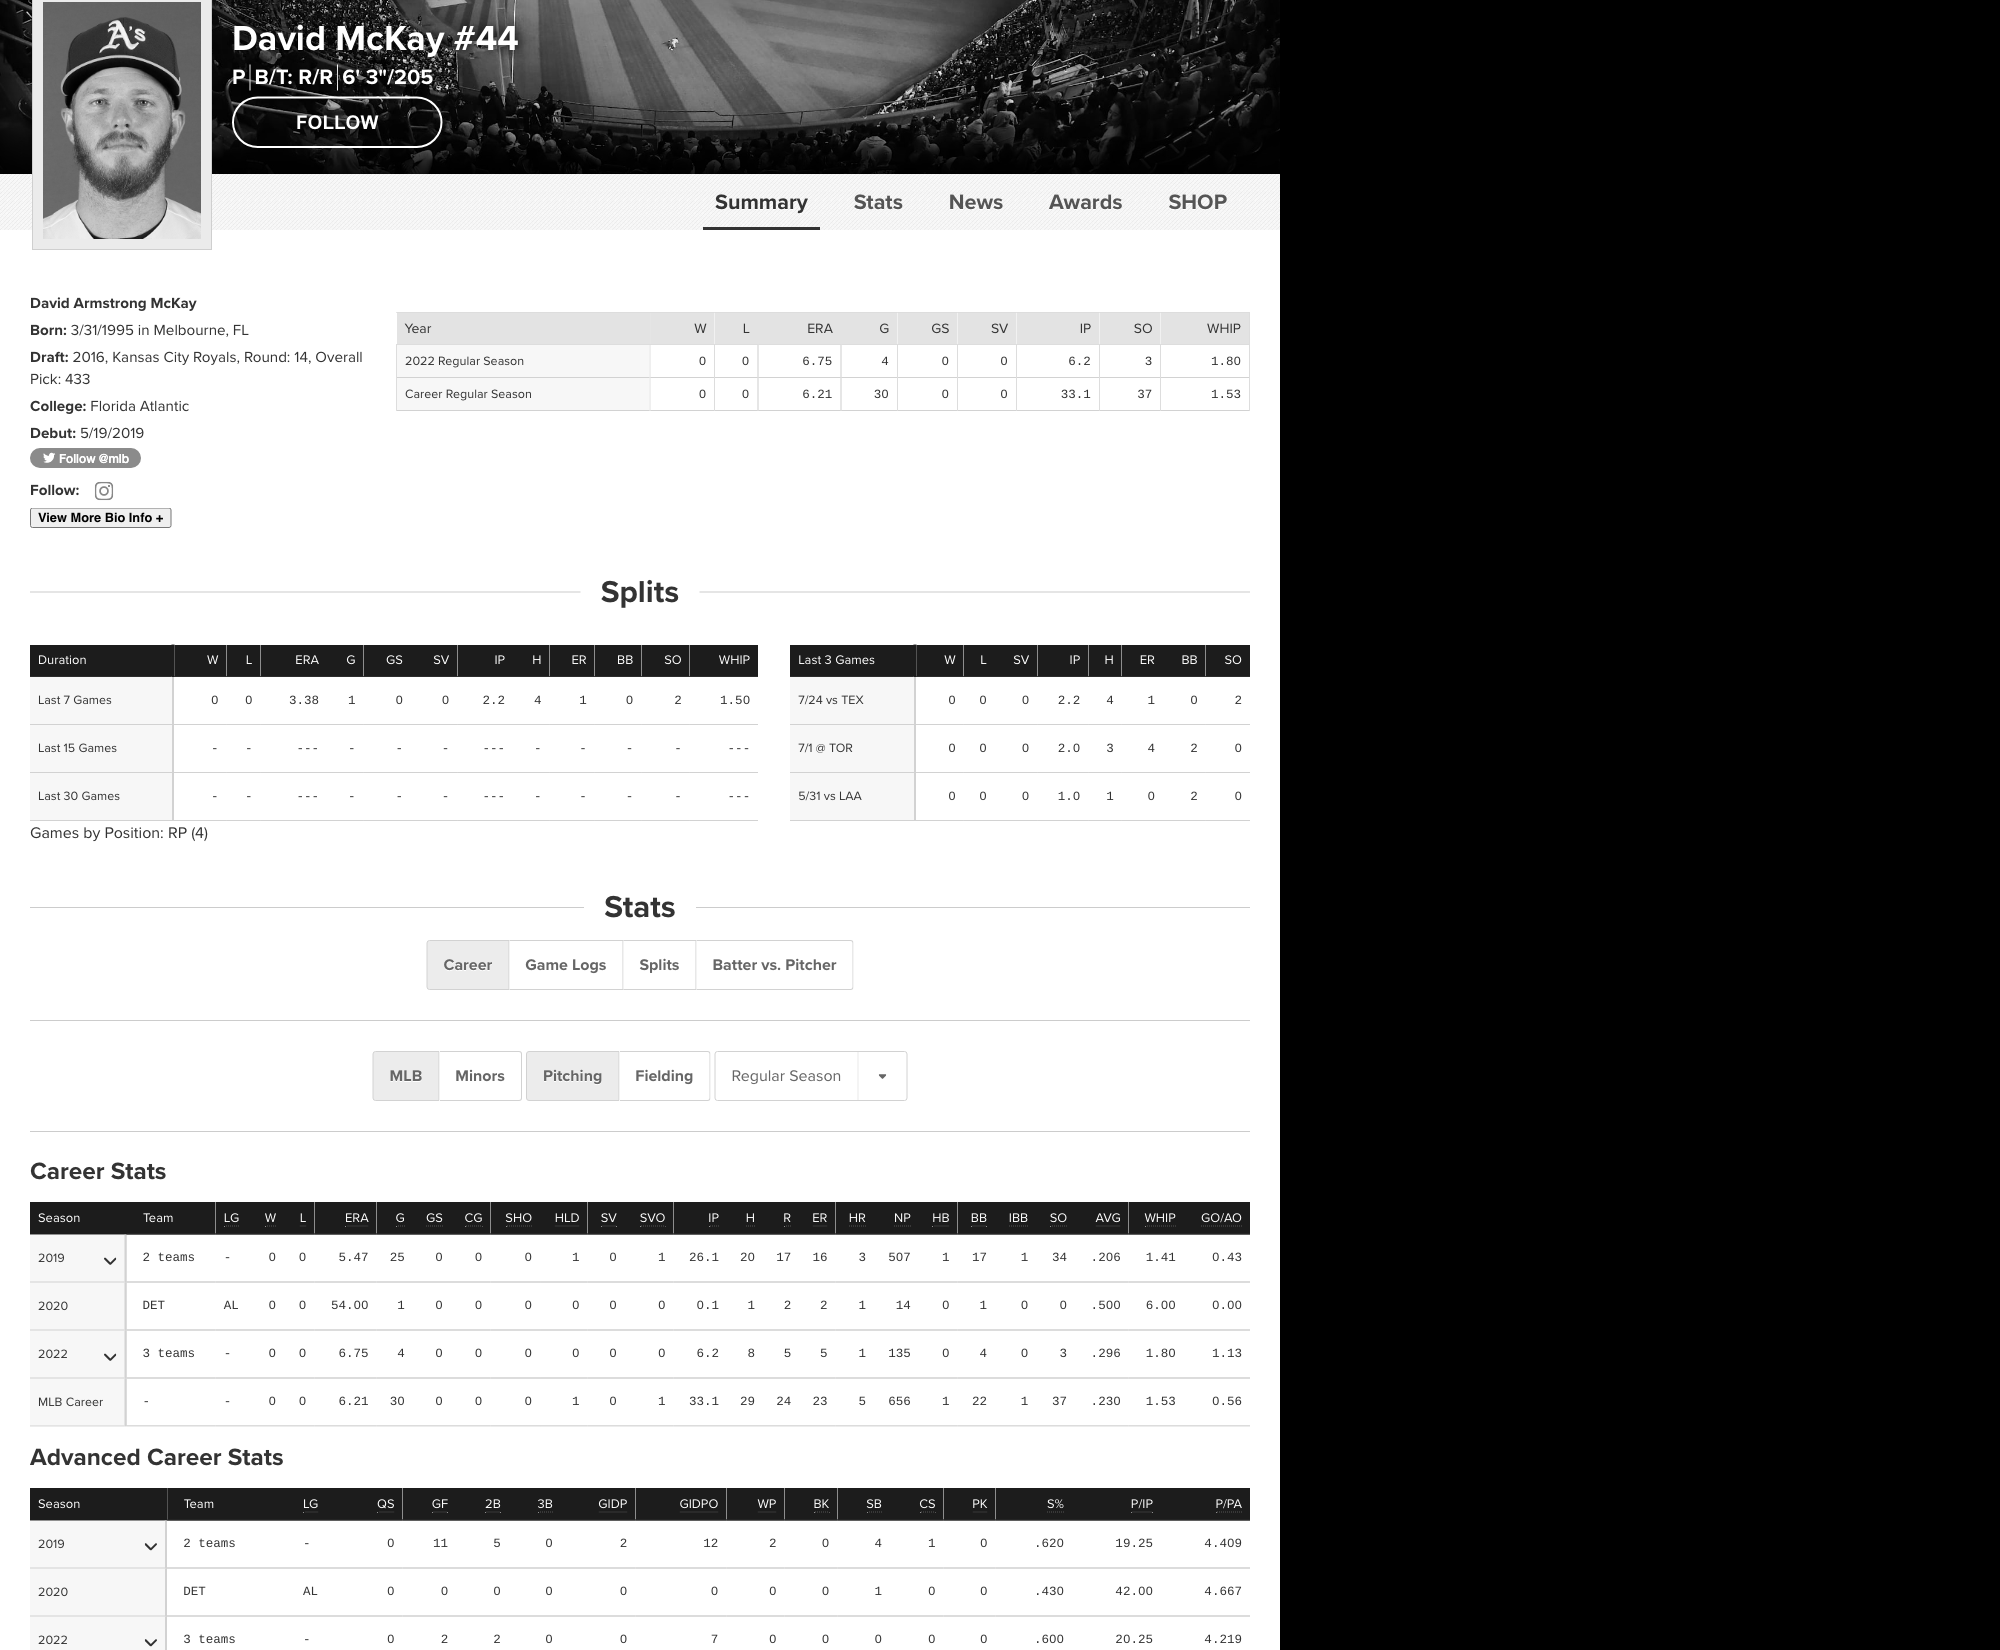 A's
David McKay #44
P B/T: R/R 6' 3"/205
FOLLOW
Summary Stats News Awards SHOP
David Armstrong McKay
Born: 3/31/1995 in Melbourne, FL
Draft: 2016, Kansas City Royals, Round: 14, Overall
Pick: 433
College: Florida Atlantic
Debut: 5/19/2019
Follow @mlb
Follow:
View More Bio Info +
Year W L ERA G GS SV IP SO WHIP
2022 Regular Season 0 0 6.75 4 0 0 6.2 3 1.80
Career Regular Season 0 0 6.21 30 0 0 33.1 37 1.53
Splits
Duration W L ERA G GS SV IP H ER BB SO WHIP
Last 7 Games 0 0 3.38 1 0 0 2.2 4 1 0 2 1.50
Last 15 Games - - --- - - - --- - - - - ---
Last 30 Games - - --- - - - --- - - - - ---
Games by Position: RP (4)
Last 3 Games W L SV IP H ER BB SO
7/24 vs TEX 0 0 0 2.2 4 1 0 2
7/1 @ TOR 0 0 0 2.0 3 4 2 0
5/31 vs LAA 0 0 0 1.0 1 0 2 0
Stats
Career Game Logs Splits Batter vs. Pitcher
MLB Minors Pitching Fielding Regular Season
Career Stats
Season Team LG W L ERA G GS CG SHO HLD SV SVO IP H R ER HR NP HB BB IBB SO AVG WHIP GO/AO
2019 2 teams - 0 0 5.47 25 0 0 0 1 0 1 26.1 20 17 16 3 507 1 17 1 34 .206 1.41 0.43
2020 DET AL 0 0 54.00 1 0 0 0 0 0 0 0.1 1 2 2 1 14 0 1 0 0 .500 6.00 0.00
2022 3 teams - 0 0 6.75 4 0 0 0 0 0 0 6.2 8 5 5 1 135 0 4 0 3 .296 1.80 1.13
MLB Career - - 0 0 6.21 30 0 0 0 1 0 1 33.1 29 24 23 5 656 1 22 1 37 .230 1.53 0.56
Advanced Career Stats
Season Team LG QS GF 2B 3B GIDP GIDPO WP BK SB CS PK S% P/IP P/PA
2019 2 teams - 0 11 5 0 2 12 2 0 4 1 0 .620 19.25 4.409
2020 DET AL 0 0 0 0 0 0 0 0 1 0 0 .430 42.00 4.667
2022 3 teams - 0 2 2 0 0 7 0 0 0 0 0 .600 20.25 4.219